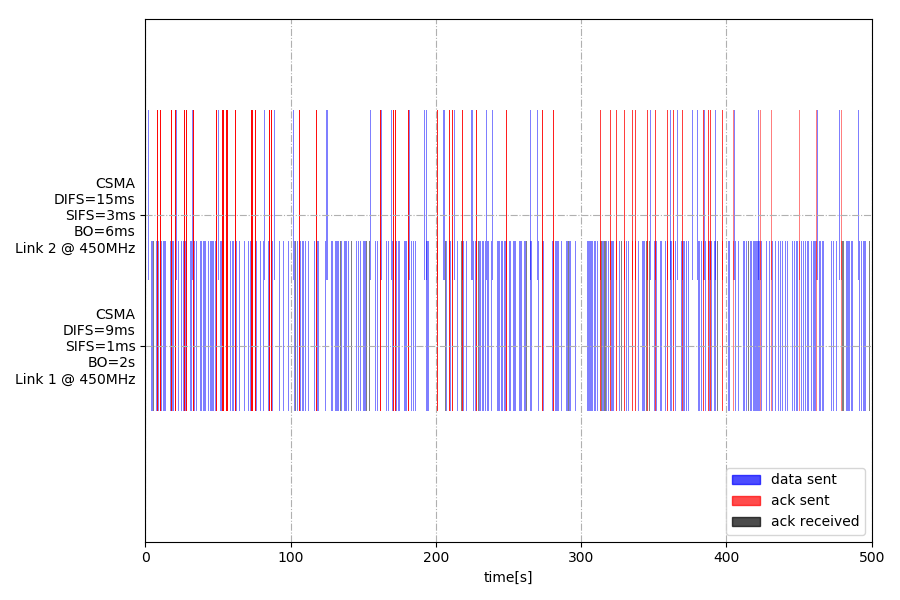 CSMA
DIFS=15ms
SIFS=3ms
BO=6ms
Link 2 @ 450MHz
CSMA
DIFS=9ms
SIFS=1ms
BO=2s
Link 1 @ 450MHz
data sent
ack sent
ack received
0 100 200 300 400 500
time[s]